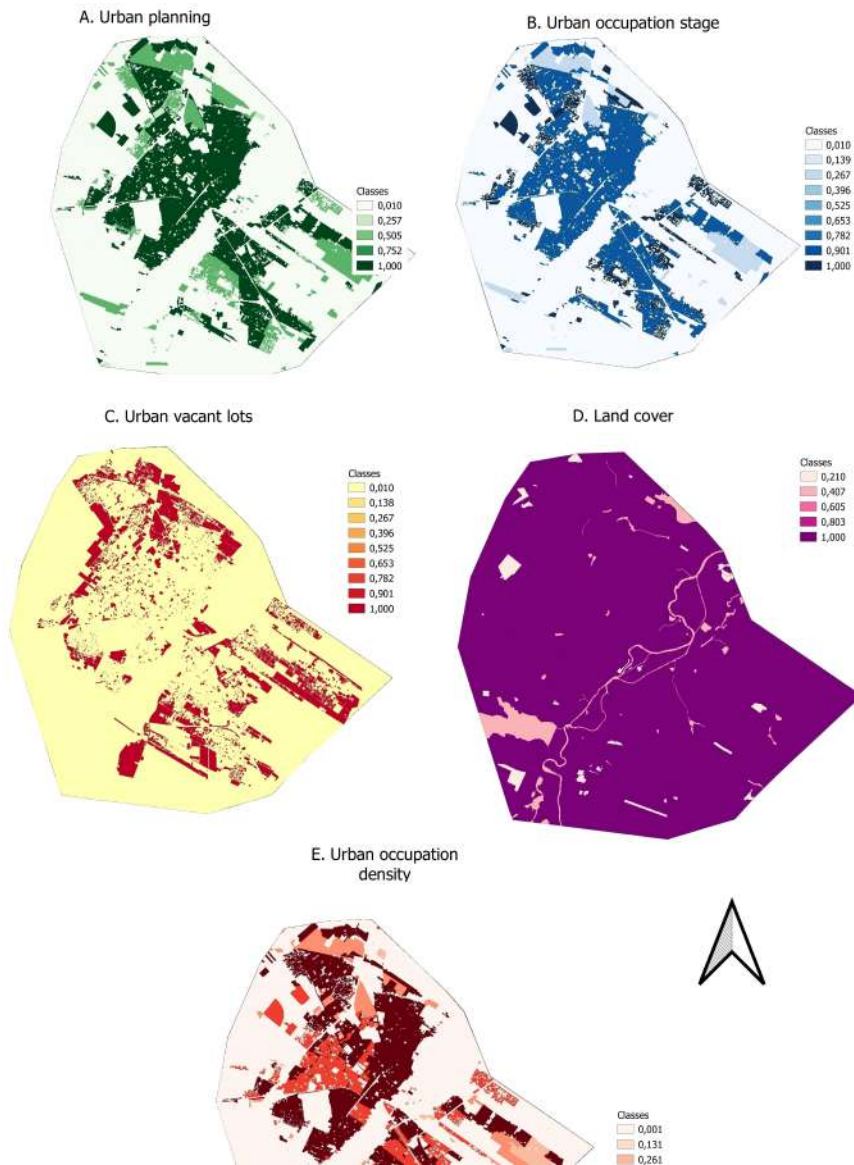 A. Urban planning
B. Urban occupation stage
Classes
0,010
0,257
0,505
0,752
1,000
Classes
0,010
0,139
0,267
0,396
0,525
0,653
0,782
0,901
1,000
C. Urban vacant lots
D. Land cover
Classes
0,010
0,138
0,267
0,396
0,525
0,653
0,782
0,901
1,000
Classes
0,210
0,407
0,605
0,803
1,000
E. Urban occupation
density
Classes
0,001
0,131
0,261